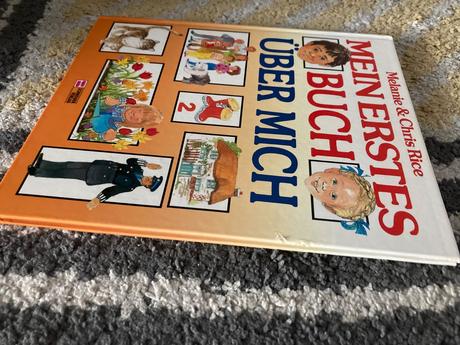 Melanie & Chris Rice
MEIN ERSTES
BUCH
ÜBER MICH
2